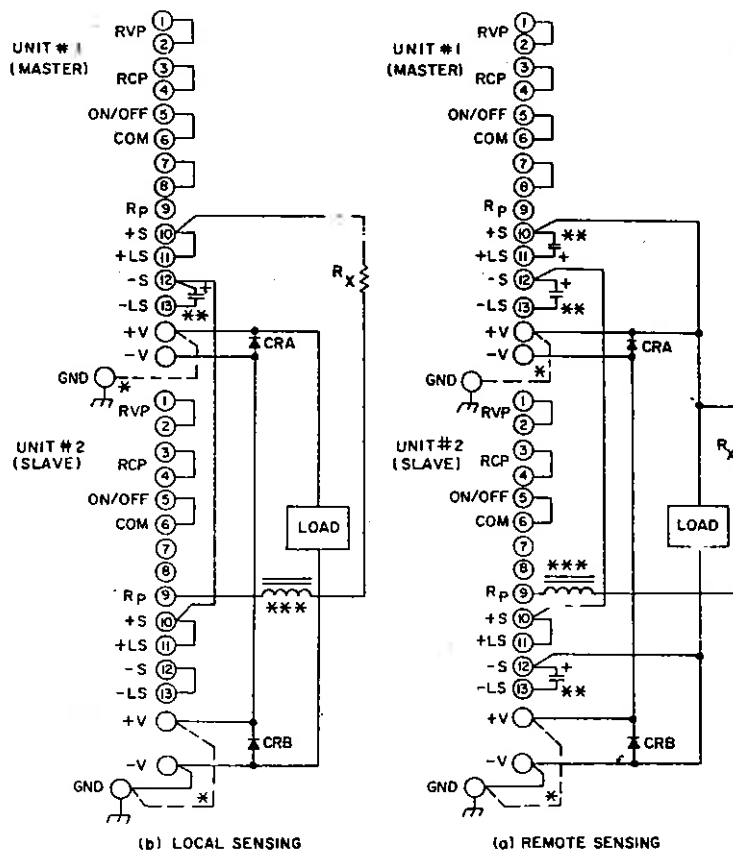 UNIT # 1
(MASTER)
RVP
1
2
RCP
3
4
ON/OFF
5
COM
6
7
8
Rp
9
+S
10
+LS
11
-S
12
+
-LS
13
**
+V
-V
CRA
GND
*
RX
UNIT #2
(SLAVE)
RVP
1
2
RCP
3
4
ON/OFF
5
COM
6
7
8
Rp
9
***
+S
10
+LS
11
-S
12
-LS
13
+V
-V
CRB
GND
*
LOAD
(b) LOCAL SENSING
UNIT #1
(MASTER)
RVP
1
2
RCP
3
4
ON/OFF
5
COM
6
7
8
Rp
9
+S
10
**
+LS
11
+
-S
12
+
-LS
13
**
+V
-V
CRA
GND
*
UNIT #2
(SLAVE)
RVP
1
2
RCP
3
4
ON/OFF
5
COM
6
7
8
Rp
9
***
+S
10
+LS
11
-S
12
+
-LS
13
**
+V
-V
CRB
GND
*
RX
LOAD
(a) REMOTE SENSING